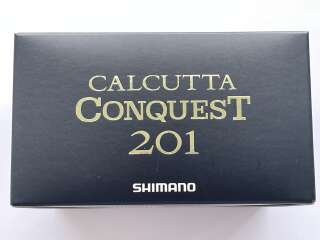 CALCUTTA
CONQUEST
201
SHIMANO